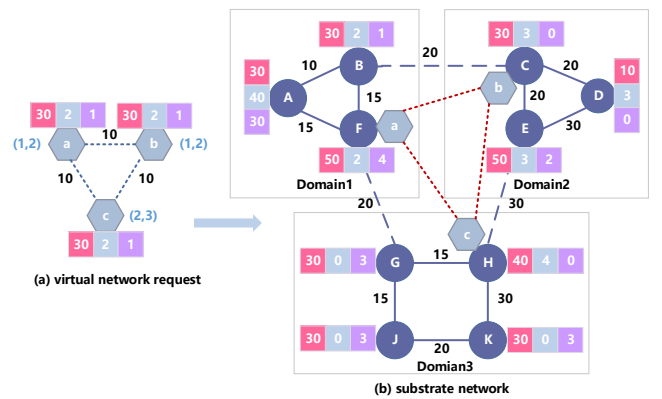 30 2 1
30 2 1
a
10
b
(1,2)
(1,2)
10
10
c
(2,3)
30 2 1
(a) virtual network request
30 2 1
B
10
30
40
30
A
15
15
F
a
50 2 4
Domain1
20
20
30 3 0
C
20
b
20
D
10
3
0
E
30
50 3 2
Domain2
30
c
30 0 3
G
15
H
40 4 0
15
30
30 0 3
J
20
K
30 0 3
Domian3
(b) substrate network